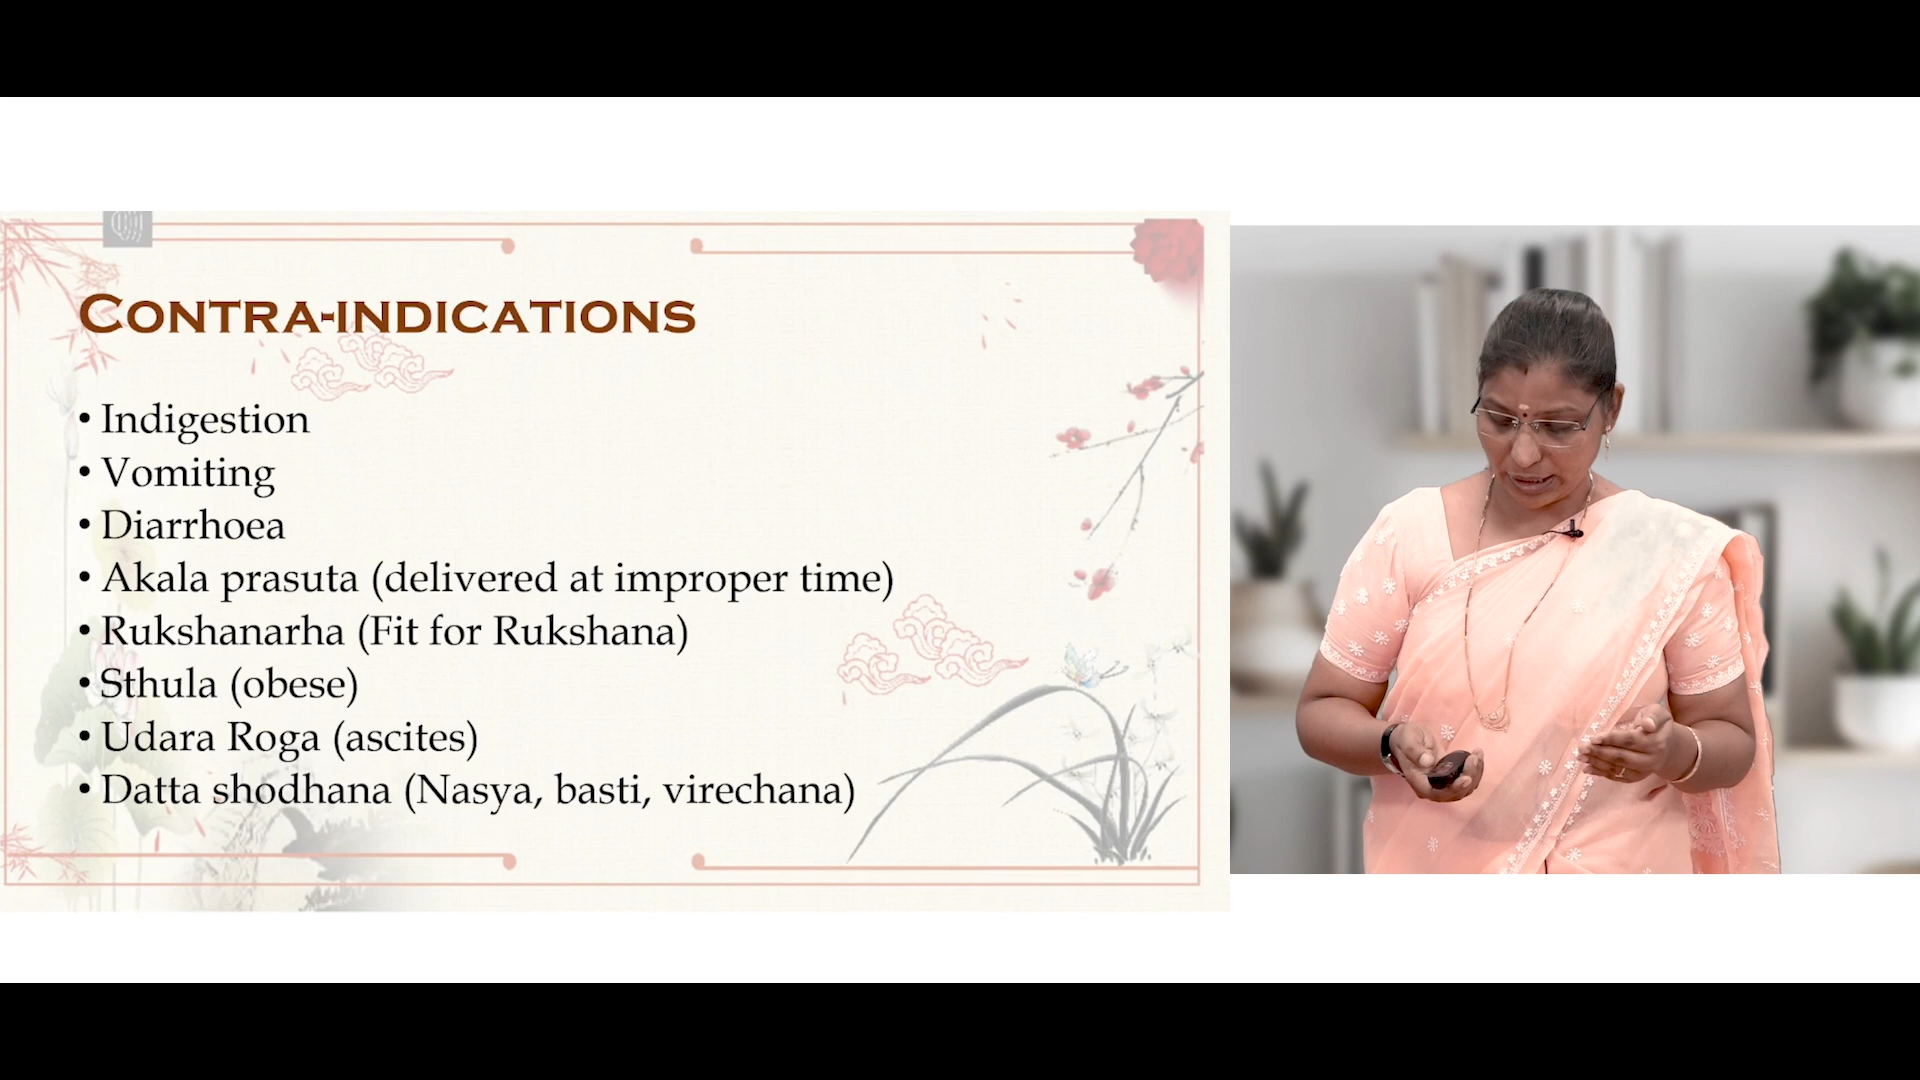 CONTRA-INDICATIONS
• Indigestion
• Vomiting
• Diarrhoea
• Akala prasuta (delivered at improper time)
• Rukshanarha (Fit for Rukshana)
• Sthula (obese)
• Udara Roga (ascites)
• Datta shodhana (Nasya, basti, virechana)